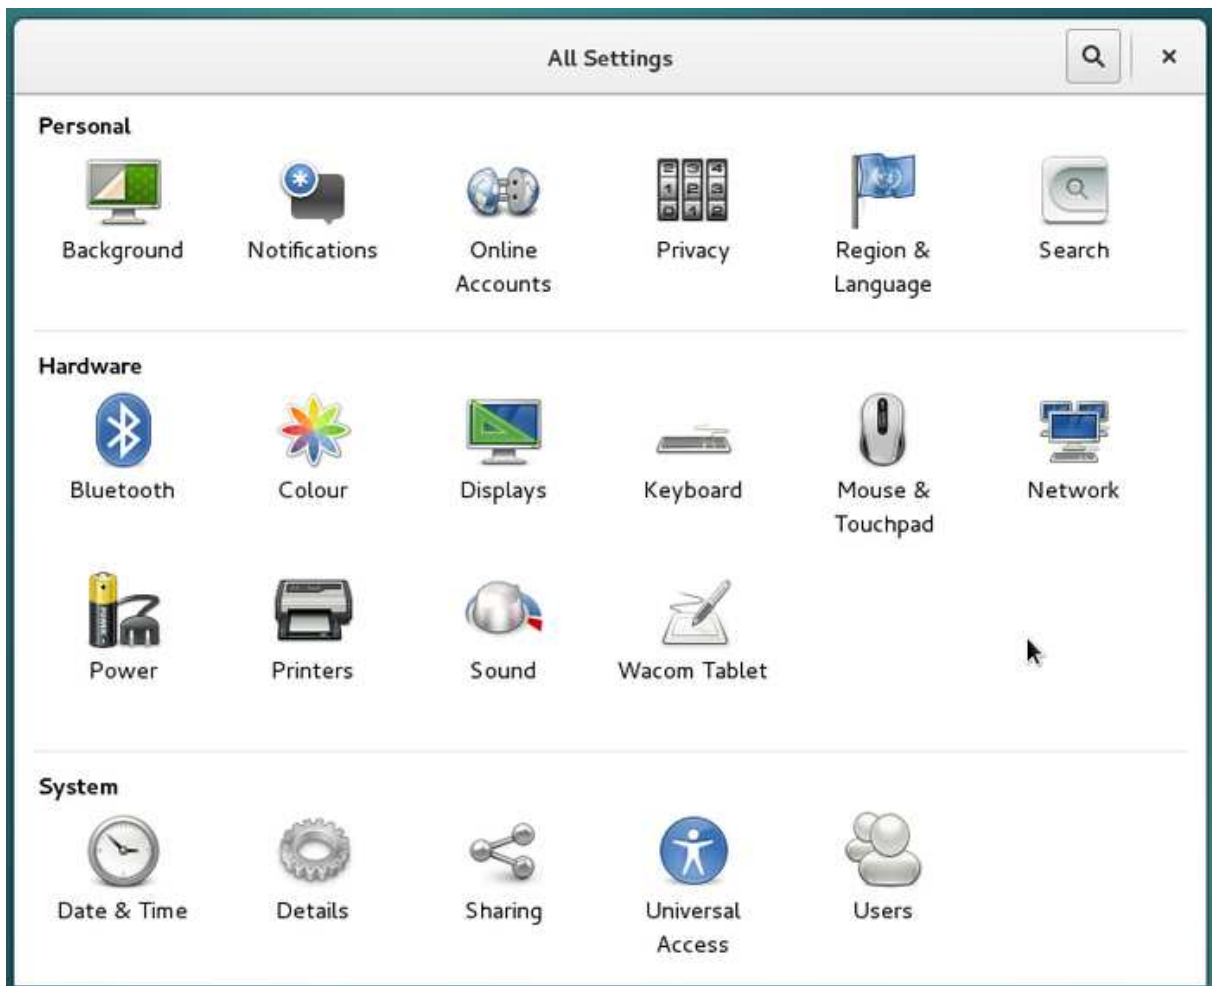 All Settings
Personal
Background
Notifications
Online
Accounts
Privacy
Region &
Language
Search
Hardware
Bluetooth
Colour
Displays
Keyboard
Mouse &
Touchpad
Network
Power
Printers
Sound
Wacom Tablet
System
Date & Time
Details
Sharing
Universal
Access
Users